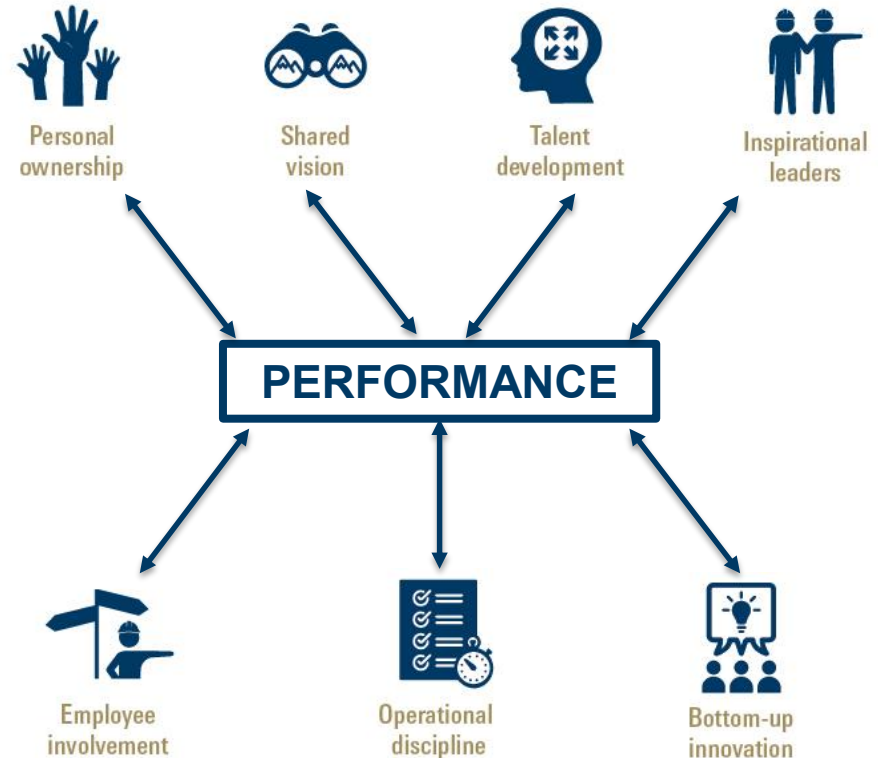 Personal
ownership
Shared
vision
Talent
development
Inspirational
leaders
PERFORMANCE
Employee
involvement
Operational
discipline
Bottom-up
innovation